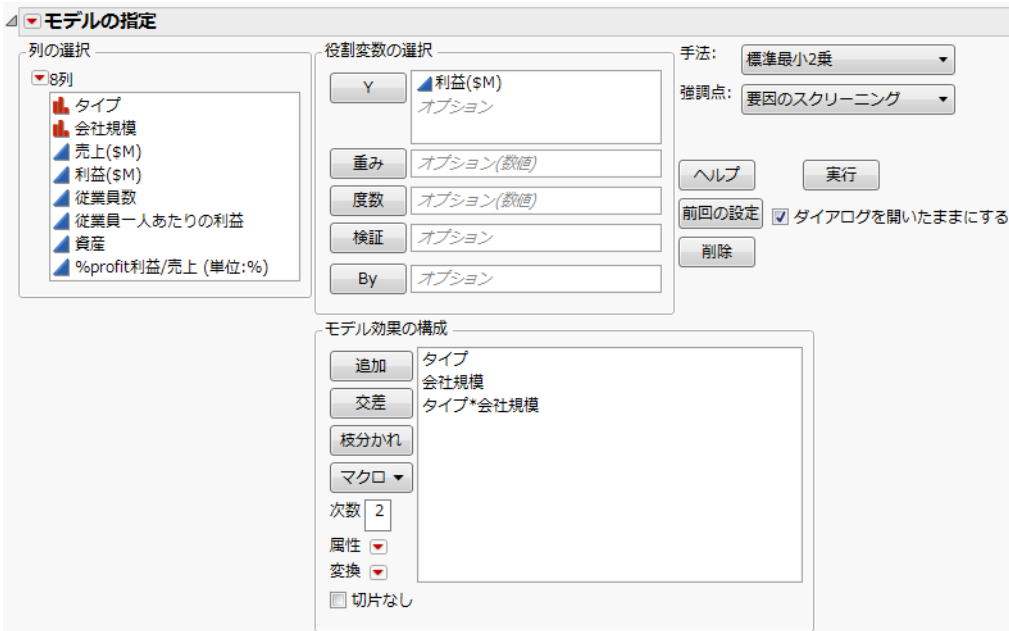 モデルの指定
列の選択
8列
タイプ
会社規模
売上($M)
利益($M)
従業員数
従業員一人あたりの利益
資産
%profit利益/売上 (単位:%)
役割変数の選択
Y
利益($M)
オプション
重み オプション(数値)
度数 オプション(数値)
検証 オプション
By オプション
手法: 標準最小2乗
強調点: 要因のスクリーニング
ヘルプ 実行
前回の設定 ダイアログを開いたままにする
削除
モデル効果の構成
追加
交差
枝分かれ
マクロ
次数 2
属性
変換
切片なし
タイプ
会社規模
タイプ*会社規模